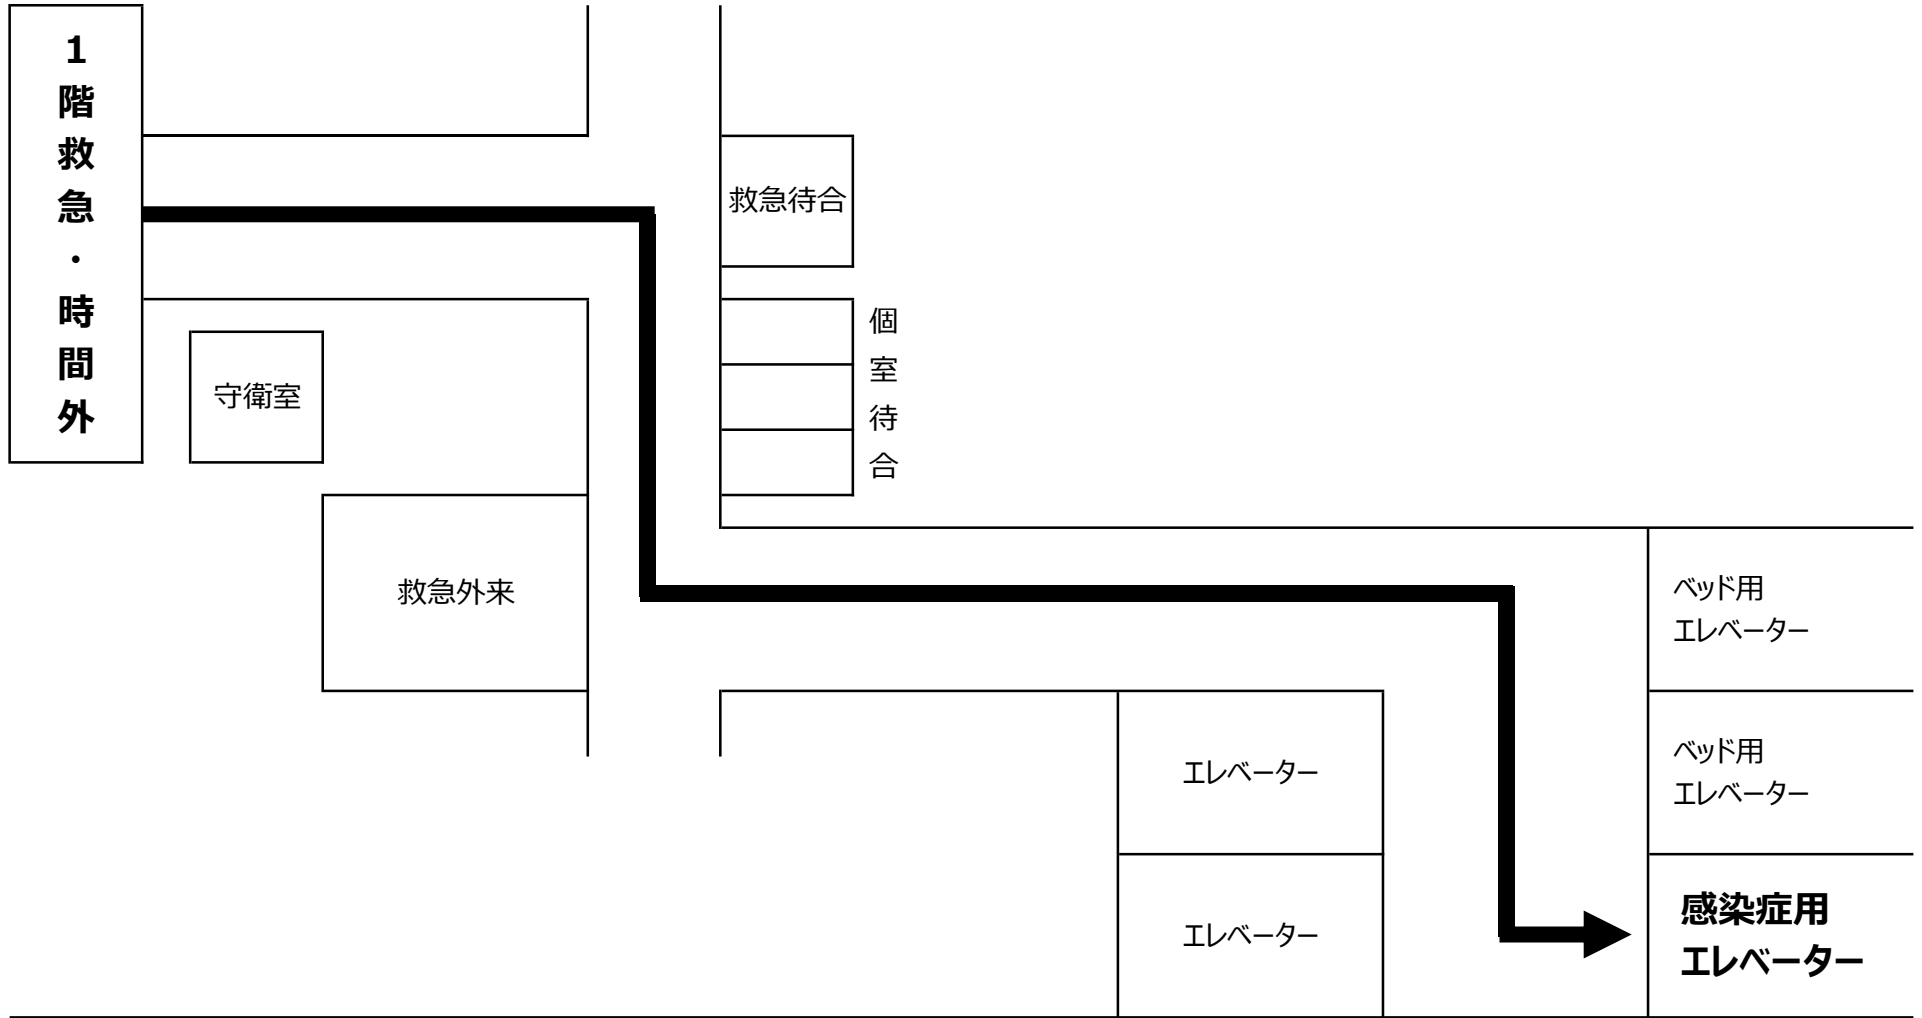 1階救急・時間外
救急待合
個室待合
守衛室
救急外来
ベッド用
エレベーター
ベッド用
エレベーター
エレベーター
エレベーター
感染症用
エレベーター